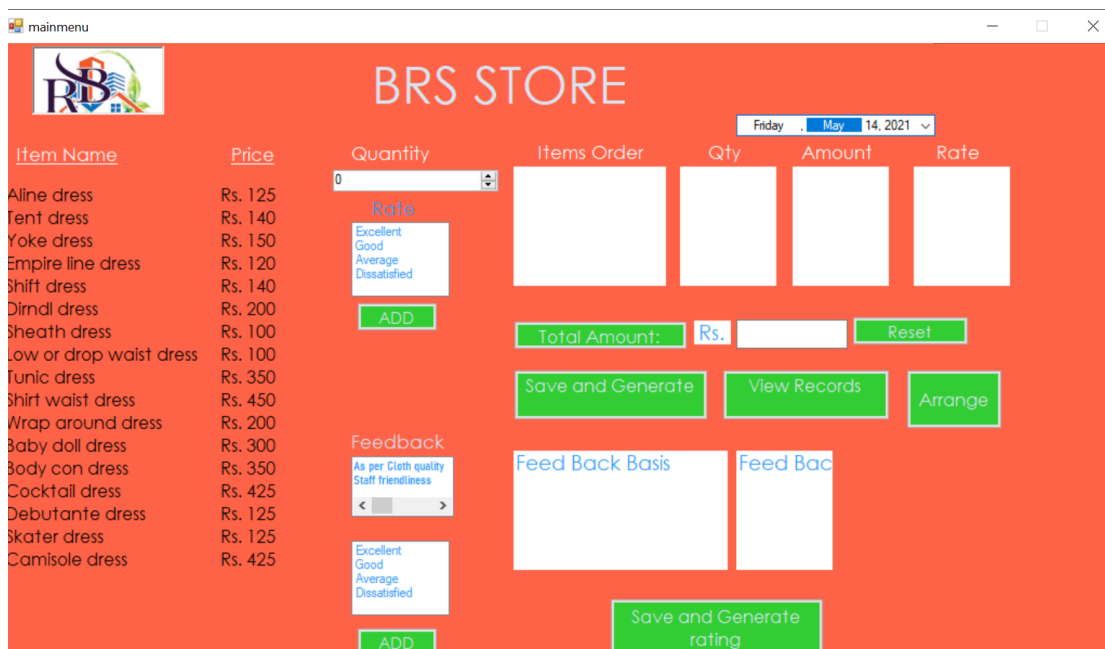 mainmenu
RBS
BRS STORE
Friday , May 14, 2021
Item Name Price Quantity Items Order Qty Amount Rate
0
Aline dress Rs. 125
Tent dress Rs. 140
Yoke dress Rs. 150
Empire line dress Rs. 120
Shift dress Rs. 140
Dirndl dress Rs. 200
Sheath dress Rs. 100
Low or drop waist dress Rs. 100
Tunic dress Rs. 350
Shirt waist dress Rs. 450
Wrap around dress Rs. 200
Baby doll dress Rs. 300
Body con dress Rs. 350
Cocktail dress Rs. 425
Debutante dress Rs. 125
Skater dress Rs. 125
Camisole dress Rs. 425
Rate
Excellent
Good
Average
Dissatisfied
ADD
Total Amount: Rs. Reset
Save and Generate View Records Arrange
Feedback
As per Cloth quality
Staff friendliness
Feed Back Basis Feed Bac
Excellent
Good
Average
Dissatisfied
ADD
Save and Generate
rating